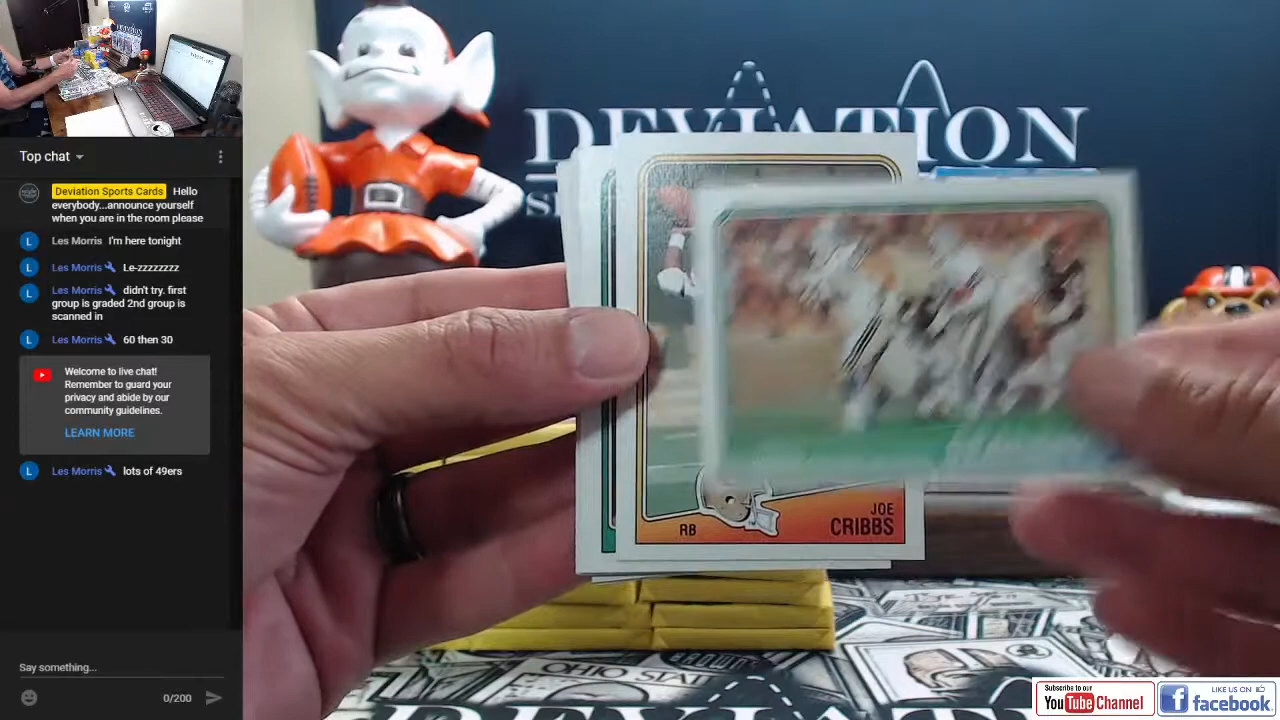 Top chat
Deviation Sports Cards Hello
everybody...announce yourself
when you are in the room please
L Les Morris I'm here tonight
L Les Morris Le-zzzzzzzz
L Les Morris didn't try. first
group is graded 2nd group is
scanned in
L Les Morris 60 then 30
Welcome to live chat!
Remember to guard your
privacy and abide by our
community guidelines.
LEARN MORE
L Les Morris lots of 49ers
Say something...
0/200
DEVIATION
RB
JOE
CRIBBS
OHIO STATE
BROWNS
DEVIATI
Subscribe to our
YouTube Channel
LIKE US ON
facebook.